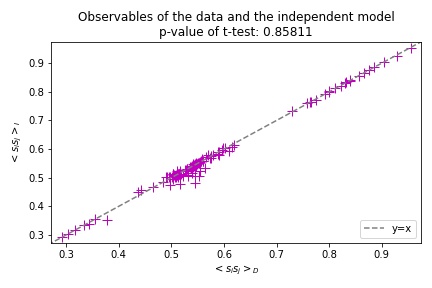 Observables of the data and the independent model
p-value of t-test: 0.85811
< s_i s_j >_I
0.9
0.8
0.7
0.6
0.5
0.4
0.3
y=x
0.3 0.4 0.5 0.6 0.7 0.8 0.9
< s_i s_j >_D